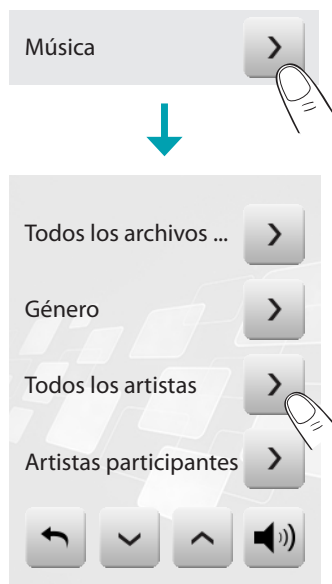 Música
Todos los archivos ...
Género
Todos los artistas
Artistas participantes